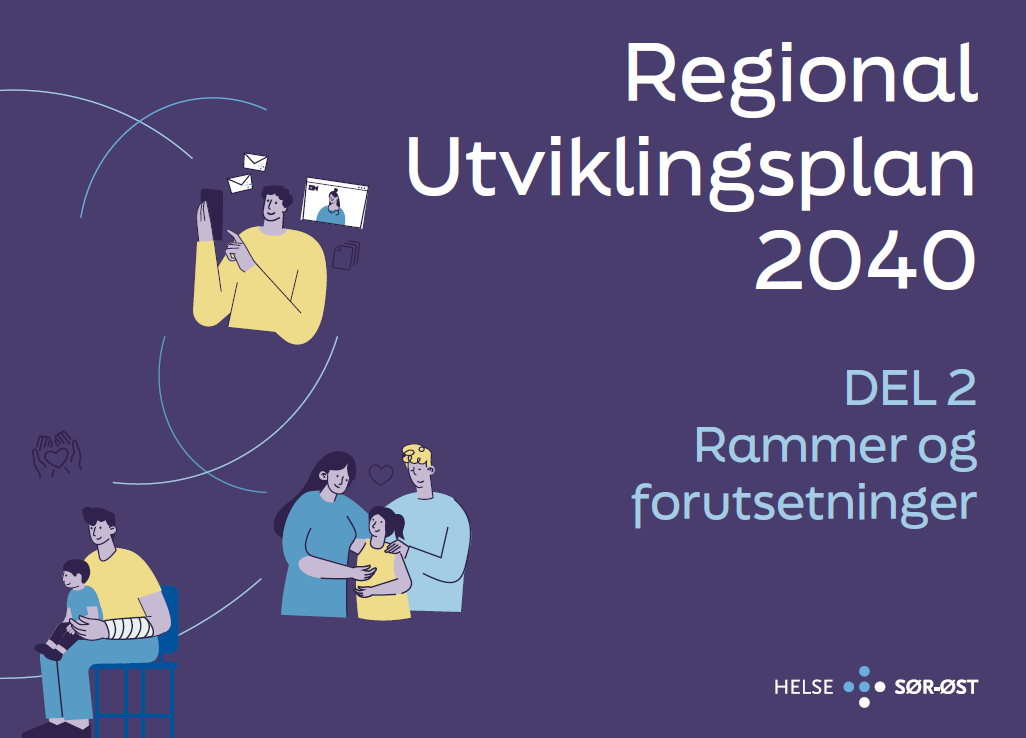 Regional
Utviklingsplan
2040
DEL 2
Rammer og
forutsetninger
HELSE SØR-ØST